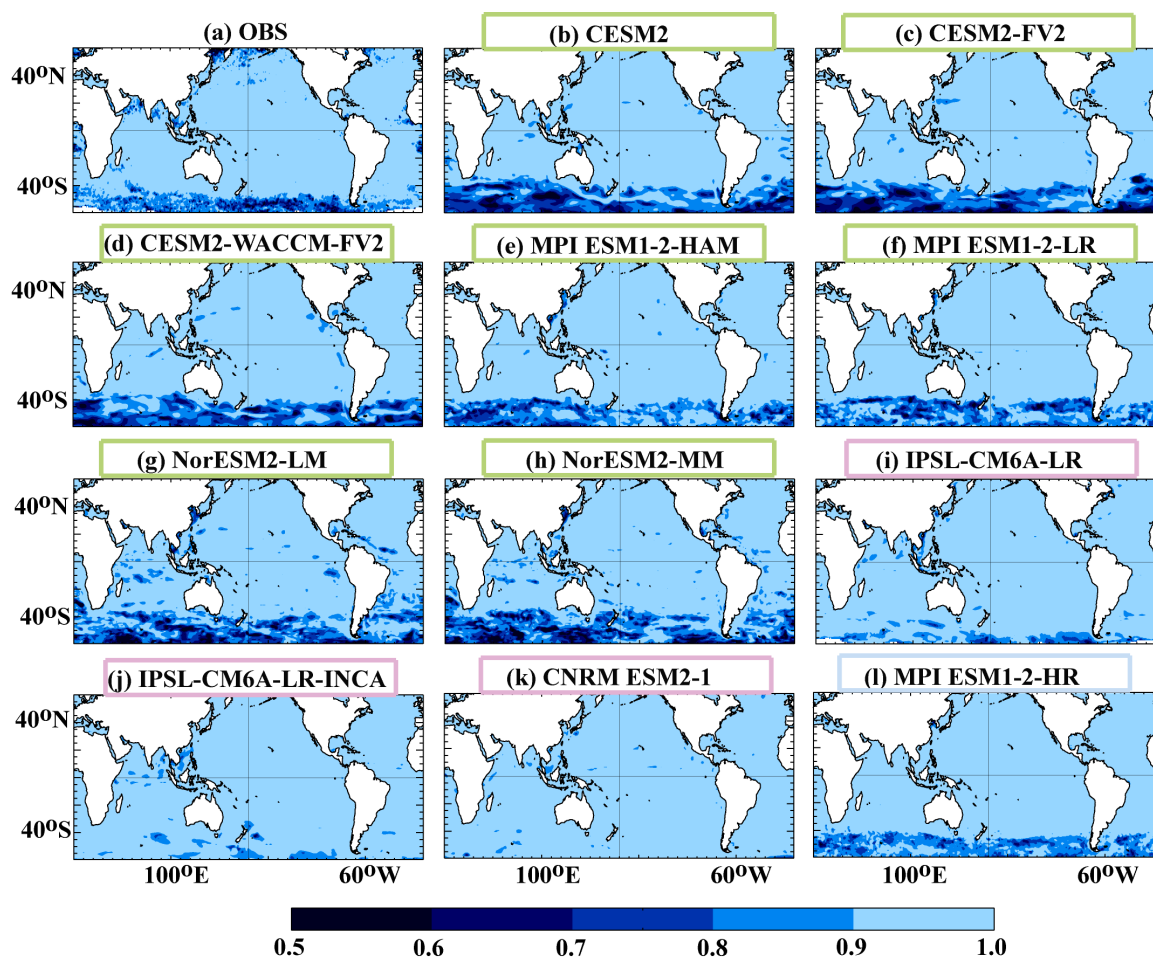 (a) OBS
(b) CESM2
(c) CESM2-FV2
40ºN
40ºS
(d) CESM2-WACCM-FV2
(e) MPI ESM1-2-HAM
(f) MPI ESM1-2-LR
40ºN
40ºS
(g) NorESM2-LM
(h) NorESM2-MM
(i) IPSL-CM6A-LR
40ºN
40ºS
(j) IPSL-CM6A-LR-INCA
(k) CNRM ESM2-1
(l) MPI ESM1-2-HR
40ºN
40ºS
100ºE 60ºW 100ºE 60ºW 100ºE 60ºW
0.5 0.6 0.7 0.8 0.9 1.0